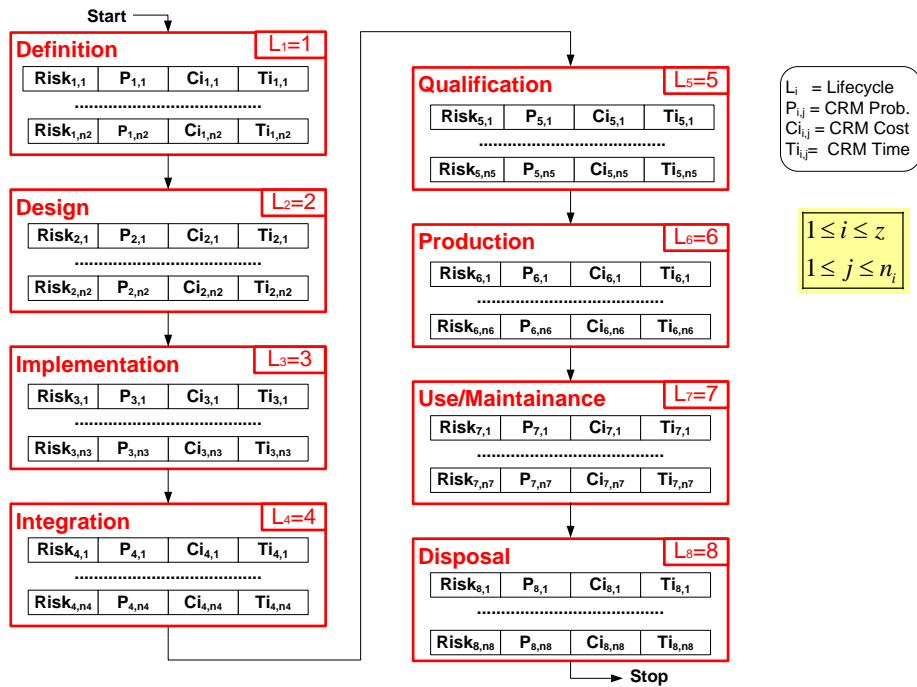 Start
Definition L₁=1
Risk₁,₁ P₁,₁ Ci₁,₁ Ti₁,₁
.............................................
Risk₁,n2 P₁,n2 Ci₁,n2 Ti₁,n2
Design L₂=2
Risk₂,₁ P₂,₁ Ci₂,₁ Ti₂,₁
.............................................
Risk₂,n2 P₂,n2 Ci₂,n2 Ti₂,n2
Implementation L₃=3
Risk₃,₁ P₃,₁ Ci₃,₁ Ti₃,₁
.............................................
Risk₃,n3 P₃,n3 Ci₃,n3 Ti₃,n3
Integration L₄=4
Risk₄,₁ P₄,₁ Ci₄,₁ Ti₄,₁
.............................................
Risk₄,n4 P₄,n4 Ci₄,n4 Ti₄,n4
Qualification L₅=5
Risk₅,₁ P₅,₁ Ci₅,₁ Ti₅,₁
.............................................
Risk₅,n5 P₅,n5 Ci₅,n5 Ti₅,n5
Production L₆=6
Risk₆,₁ P₆,₁ Ci₆,₁ Ti₆,₁
.............................................
Risk₆,n6 P₆,n6 Ci₆,n6 Ti₆,n6
Use/Maintainance L₇=7
Risk₇,₁ P₇,₁ Ci₇,₁ Ti₇,₁
.............................................
Risk₇,n7 P₇,n7 Ci₇,n7 Ti₇,n7
Disposal L₈=8
Risk₈,₁ P₈,₁ Ci₈,₁ Ti₈,₁
.............................................
Risk₈,n8 P₈,n8 Ci₈,n8 Ti₈,n8
Stop
Lᵢ = Lifecycle
Pᵢ,ⱼ = CRM Prob.
Ciᵢ,ⱼ = CRM Cost
Tiᵢ,ⱼ= CRM Time
1 ≤ i ≤ z
1 ≤ j ≤ nᵢ